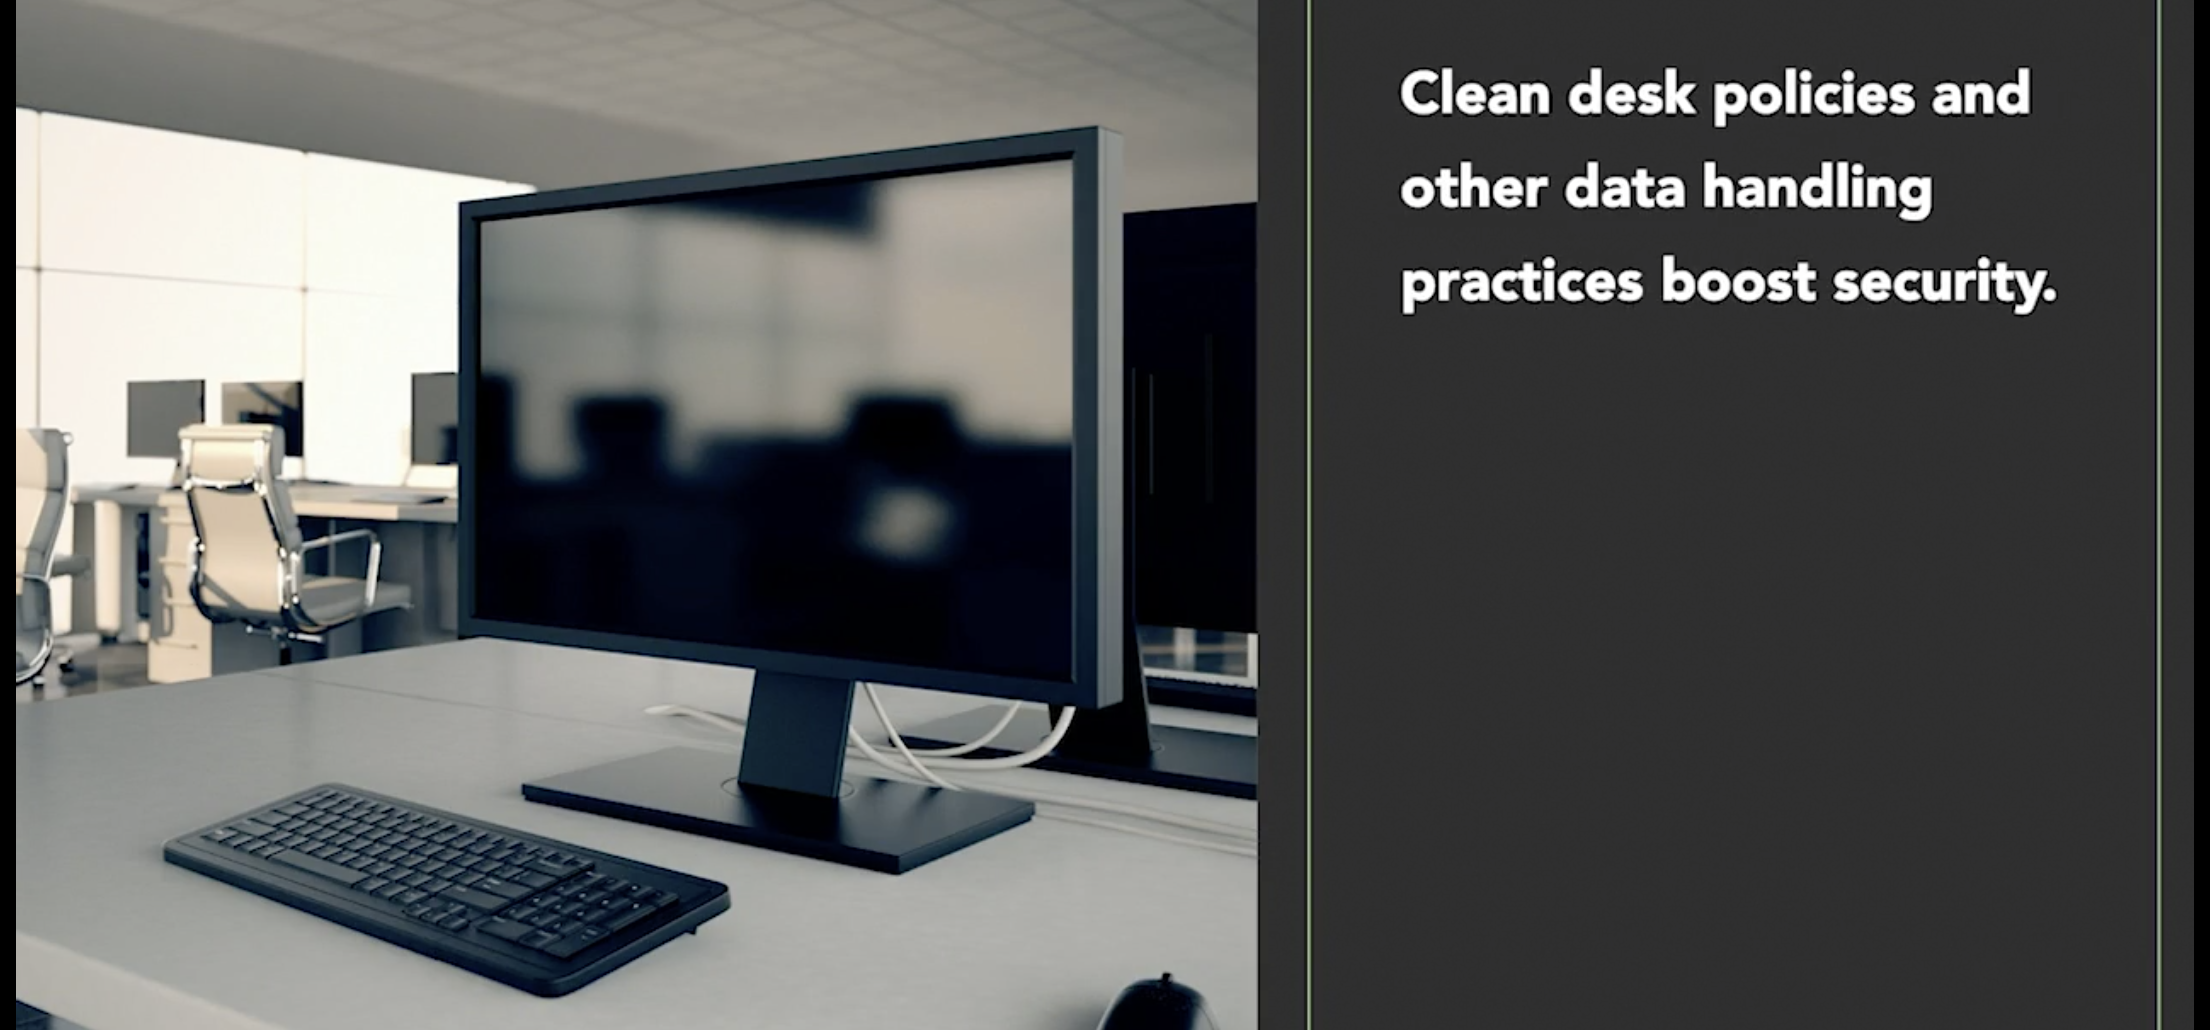 Clean desk policies and
other data handling
practices boost security.